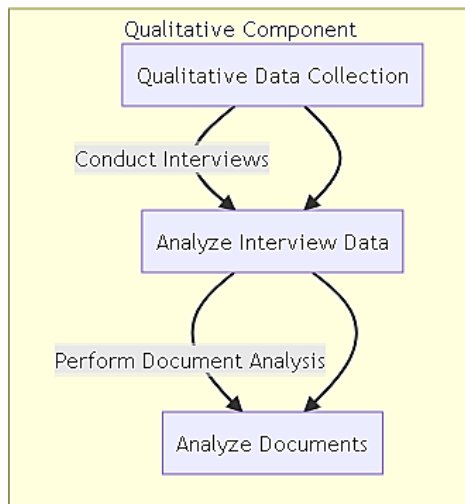 Qualitative Component
Qualitative Data Collection
Conduct Interviews
Analyze Interview Data
Perform Document Analysis
Analyze Documents